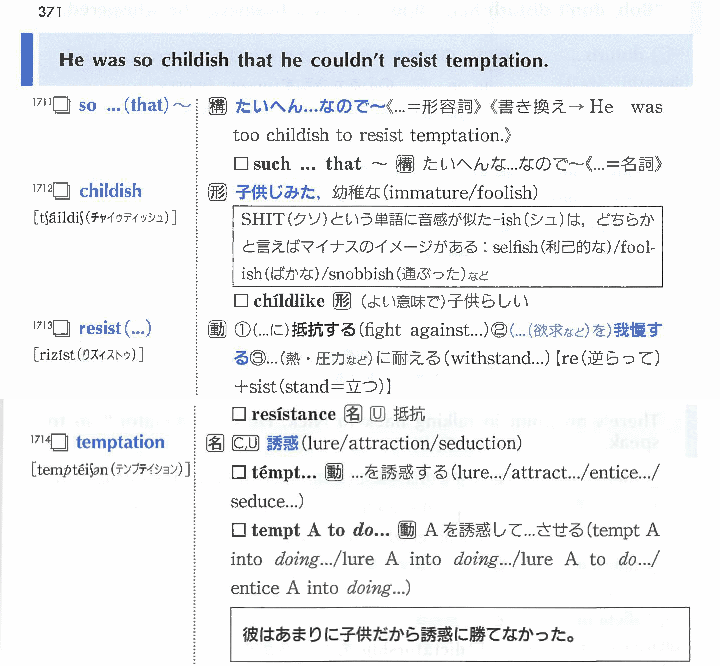 371
He was so childish that he couldn't resist temptation.
1711□ so ...(that)~ 構 たいへん...なので~《...=形容詞》《書き換え→ He was
too childish to resist temptation.》
□ such ... that ~ 構 たいへんな...なので~《...=名詞》
1712□ childish 形 子供じみた，幼稚な(immature/foolish)
[tʃáildiʃ(チャイゥディッシュ)] SHIT(クソ)という単語に音感が似た-ish(シュ)は，どちらか
と言えばマイナスのイメージがある：selfish(利己的な)/fool-
ish(ばかな)/snobbish(通ぶった)など
□ chíldlike 形 (よい意味で)子供らしい
1713□ resist(...) 動 ①(...に)抵抗する(fight against...)②(...(欲求など)を)我慢す
[rizíst(ゥリズィストゥ)] る③...(熱・圧力など)に耐える(withstand...)【re(逆らって)
+sist(stand=立つ)】
□ resístance 名 U 抵抗
1714□ temptation 名 C,U 誘惑(lure/attraction/seduction)
[temptéiʃən(テンプテイション)] □ témpt... 動 ...を誘惑する(lure.../attract.../entice.../
seduce...)
□ tempt A to do... 動 A を誘惑して...させる(tempt A
into doing.../lure A into doing.../lure A to do.../
entice A into doing...)
彼はあまりに子供だから誘惑に勝てなかった。